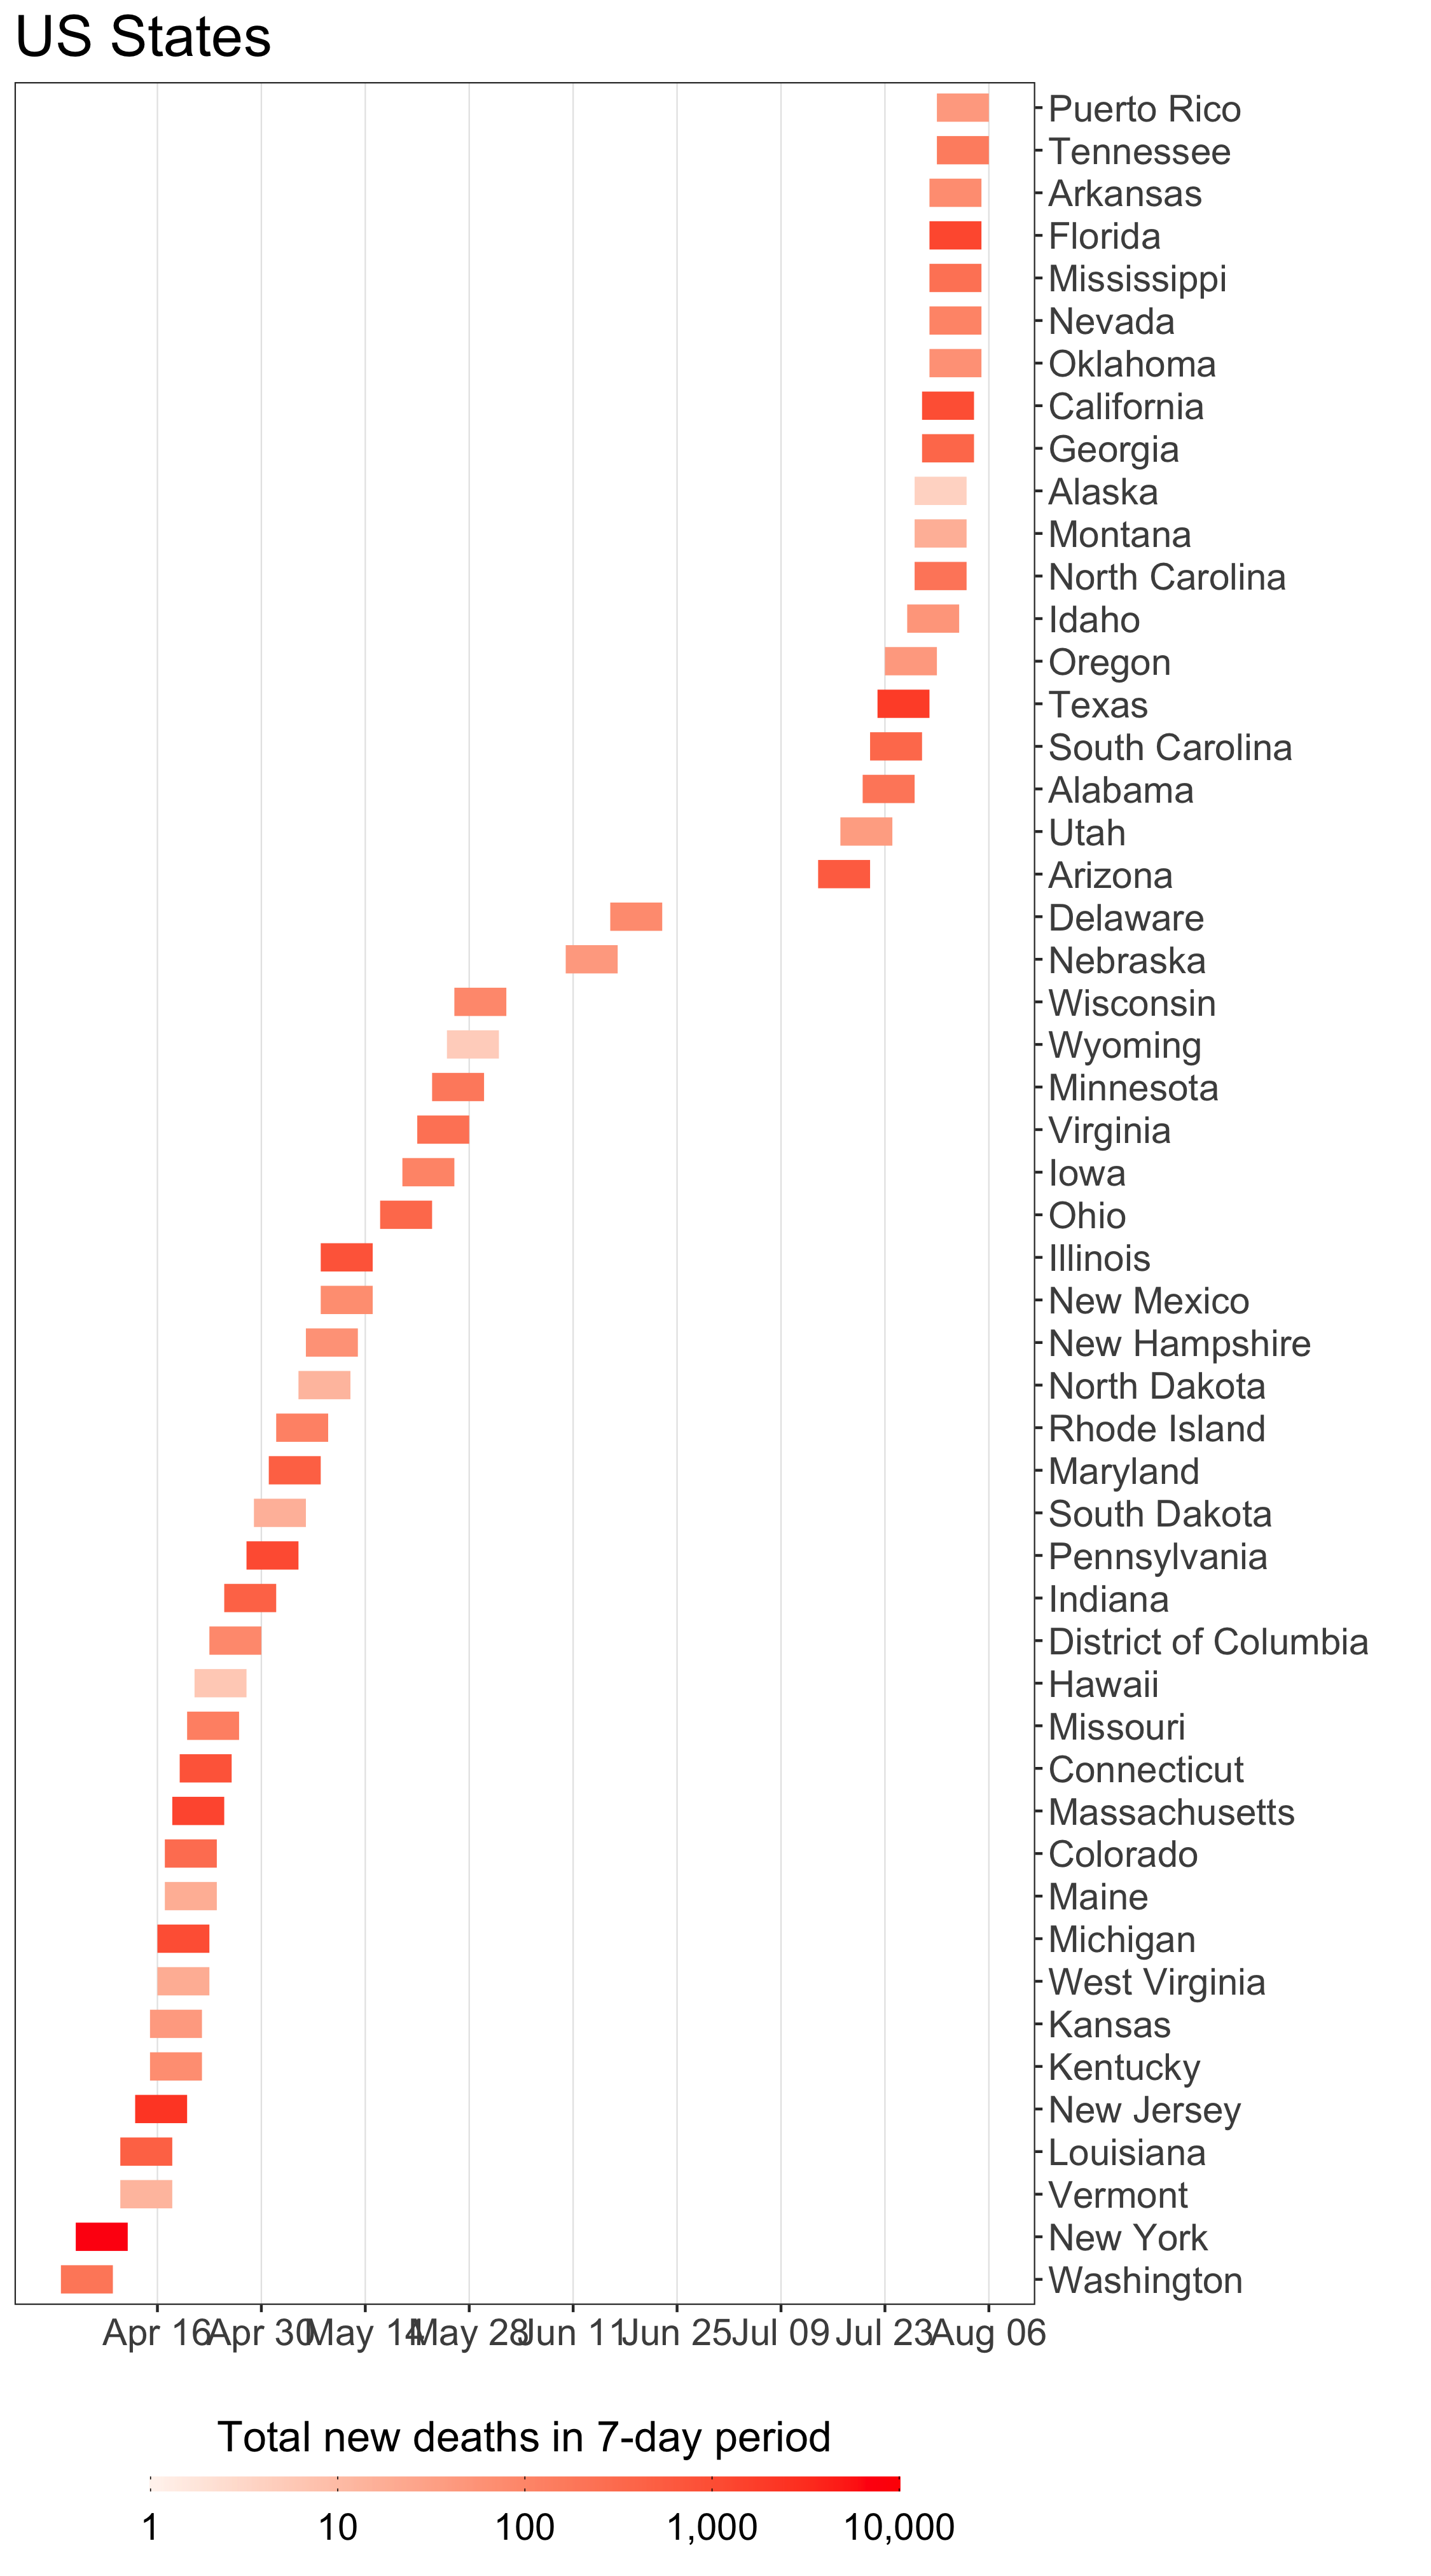 US States
Puerto Rico
Tennessee
Arkansas
Florida
Mississippi
Nevada
Oklahoma
California
Georgia
Alaska
Montana
North Carolina
Idaho
Oregon
Texas
South Carolina
Alabama
Utah
Arizona
Delaware
Nebraska
Wisconsin
Wyoming
Minnesota
Virginia
Iowa
Ohio
Illinois
New Mexico
New Hampshire
North Dakota
Rhode Island
Maryland
South Dakota
Pennsylvania
Indiana
District of Columbia
Hawaii
Missouri
Connecticut
Massachusetts
Colorado
Maine
Michigan
West Virginia
Kansas
Kentucky
New Jersey
Louisiana
Vermont
New York
Washington
Apr 16 Apr 30 May 14 May 28 Jun 11 Jun 25 Jul 09 Jul 23 Aug 06
Total new deaths in 7-day period
1 10 100 1,000 10,000